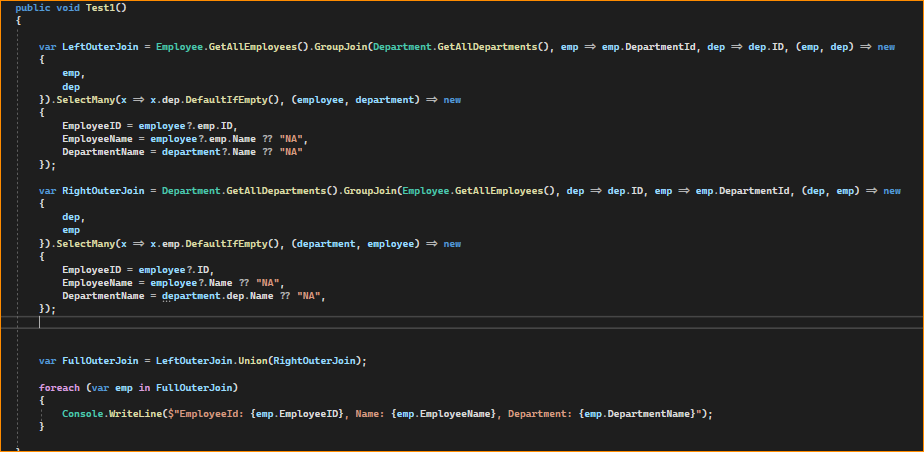 public void Test1()
{
var LeftOuterJoin = Employee.GetAllEmployees().GroupJoin(Department.GetAllDepartments(), emp => emp.DepartmentId, dep => dep.ID, (emp, dep) => new
{
emp,
dep
}).SelectMany(x => x.dep.DefaultIfEmpty(), (employee, department) => new
{
EmployeeID = employee?.emp.ID,
EmployeeName = employee?.emp.Name ?? "NA",
DepartmentName = department?.Name ?? "NA"
});
var RightOuterJoin = Department.GetAllDepartments().GroupJoin(Employee.GetAllEmployees(), dep => dep.ID, emp => emp.DepartmentId, (dep, emp) => new
{
dep,
emp
}).SelectMany(x => x.emp.DefaultIfEmpty(), (department, employee) => new
{
EmployeeID = employee?.ID,
EmployeeName = employee?.Name ?? "NA",
DepartmentName = department.dep.Name ?? "NA",
});
var FullOuterJoin = LeftOuterJoin.Union(RightOuterJoin);
foreach (var emp in FullOuterJoin)
{
Console.WriteLine($"EmployeeId: {emp.EmployeeID}, Name: {emp.EmployeeName}, Department: {emp.DepartmentName}");
}
}